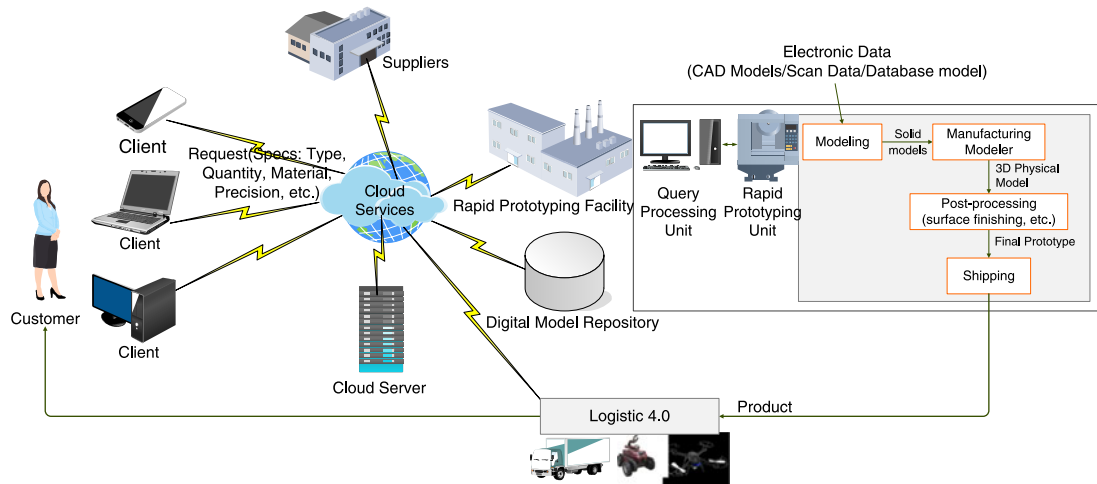 Suppliers
Client
Request(Specs: Type,
Quantity, Material,
Precision, etc.)
Client
Client
Customer
Cloud
Services
Cloud Server
Rapid Prototyping Facility
Digital Model Repository
Electronic Data
(CAD Models/Scan Data/Database model)
Query
Processing
Unit
Rapid
Prototyping
Unit
Modeling
Solid
models
Manufacturing
Modeler
3D Physical
Model
Post-processing
(surface finishing, etc.)
Final Prototype
Shipping
Product
Logistic 4.0